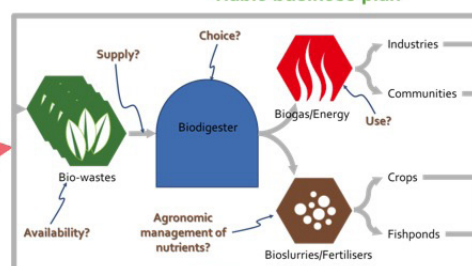 Choice?
Supply?
Industries
Biodigester
Biogas/Energy
Communities
Use?
Bio-wastes
Crops
Availability?
Agronomic
management of
nutrients?
Bioslurries/Fertilisers
Fishponds